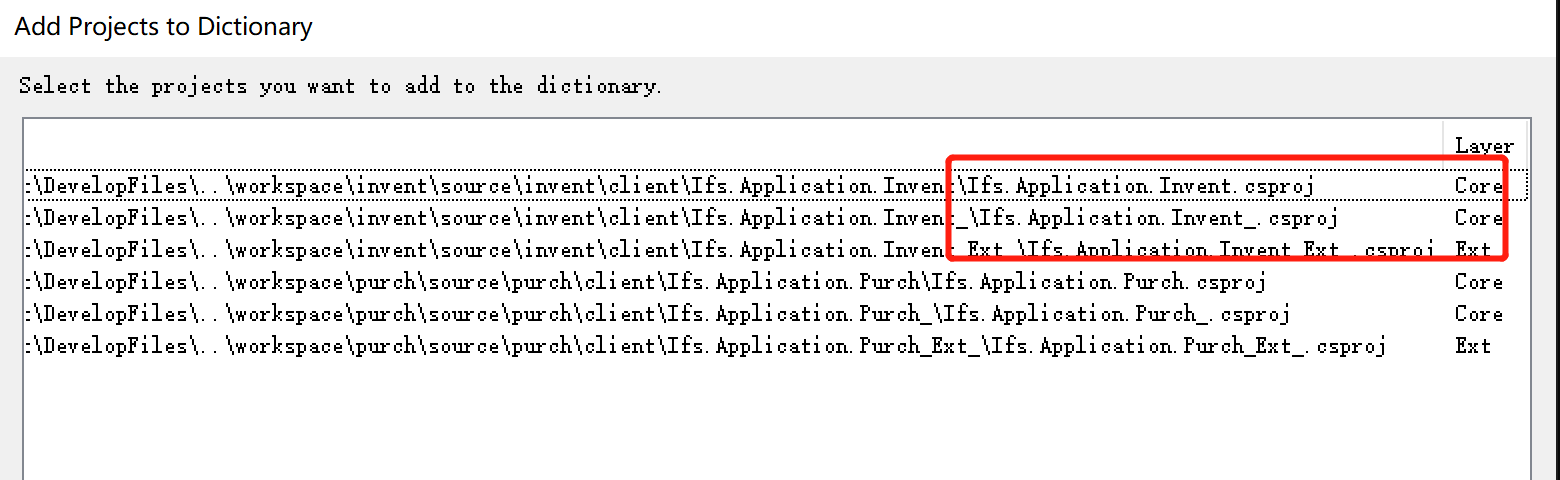 Add Projects to Dictionary
Select the projects you want to add to the dictionary.
Layer
:\DevelopFiles\..\workspace\invent\source\invent\client\Ifs.Application.Invent\Ifs.Application.Invent.csproj Core
:\DevelopFiles\..\workspace\invent\source\invent\client\Ifs.Application.Invent_\Ifs.Application.Invent_.csproj Core
:\DevelopFiles\..\workspace\invent\source\invent\client\Ifs.Application.Invent_Ext_\Ifs.Application.Invent_Ext_.csproj Ext
:\DevelopFiles\..\workspace\purch\source\purch\client\Ifs.Application.Purch\Ifs.Application.Purch.csproj Core
:\DevelopFiles\..\workspace\purch\source\purch\client\Ifs.Application.Purch_\Ifs.Application.Purch_.csproj Core
:\DevelopFiles\..\workspace\purch\source\purch\client\Ifs.Application.Purch_Ext_\Ifs.Application.Purch_Ext_.csproj Ext